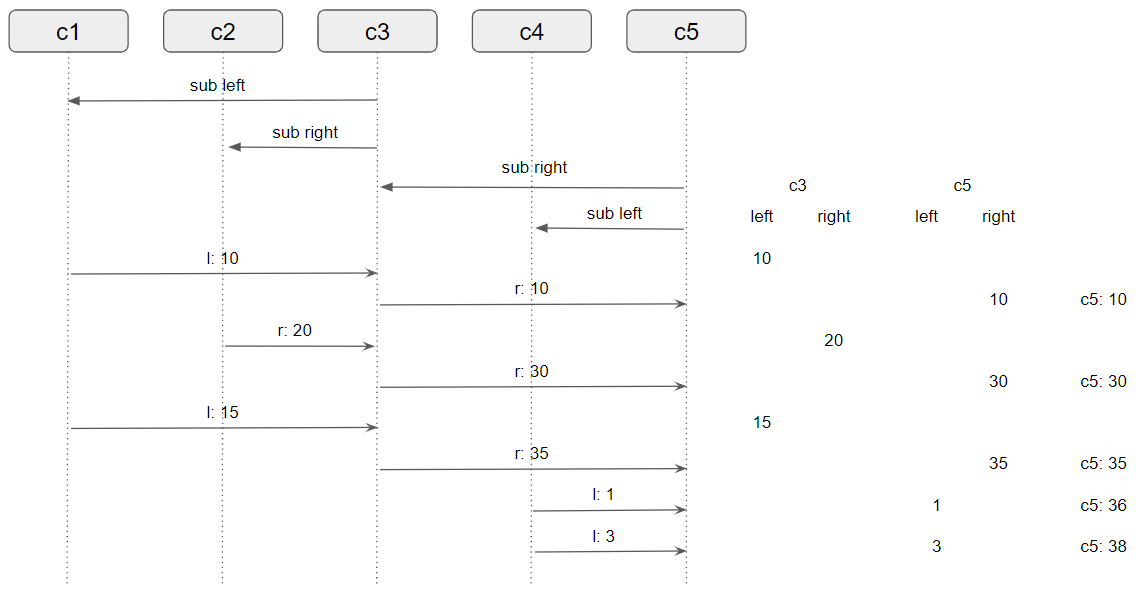 c1 c2 c3 c4 c5
sub left
sub right
sub right
c3 c5
sub left
left right left right
l: 10 10
r: 10 10 c5: 10
r: 20 20
r: 30 30 c5: 30
l: 15 15
r: 35 35 c5: 35
l: 1 1 c5: 36
l: 3 3 c5: 38